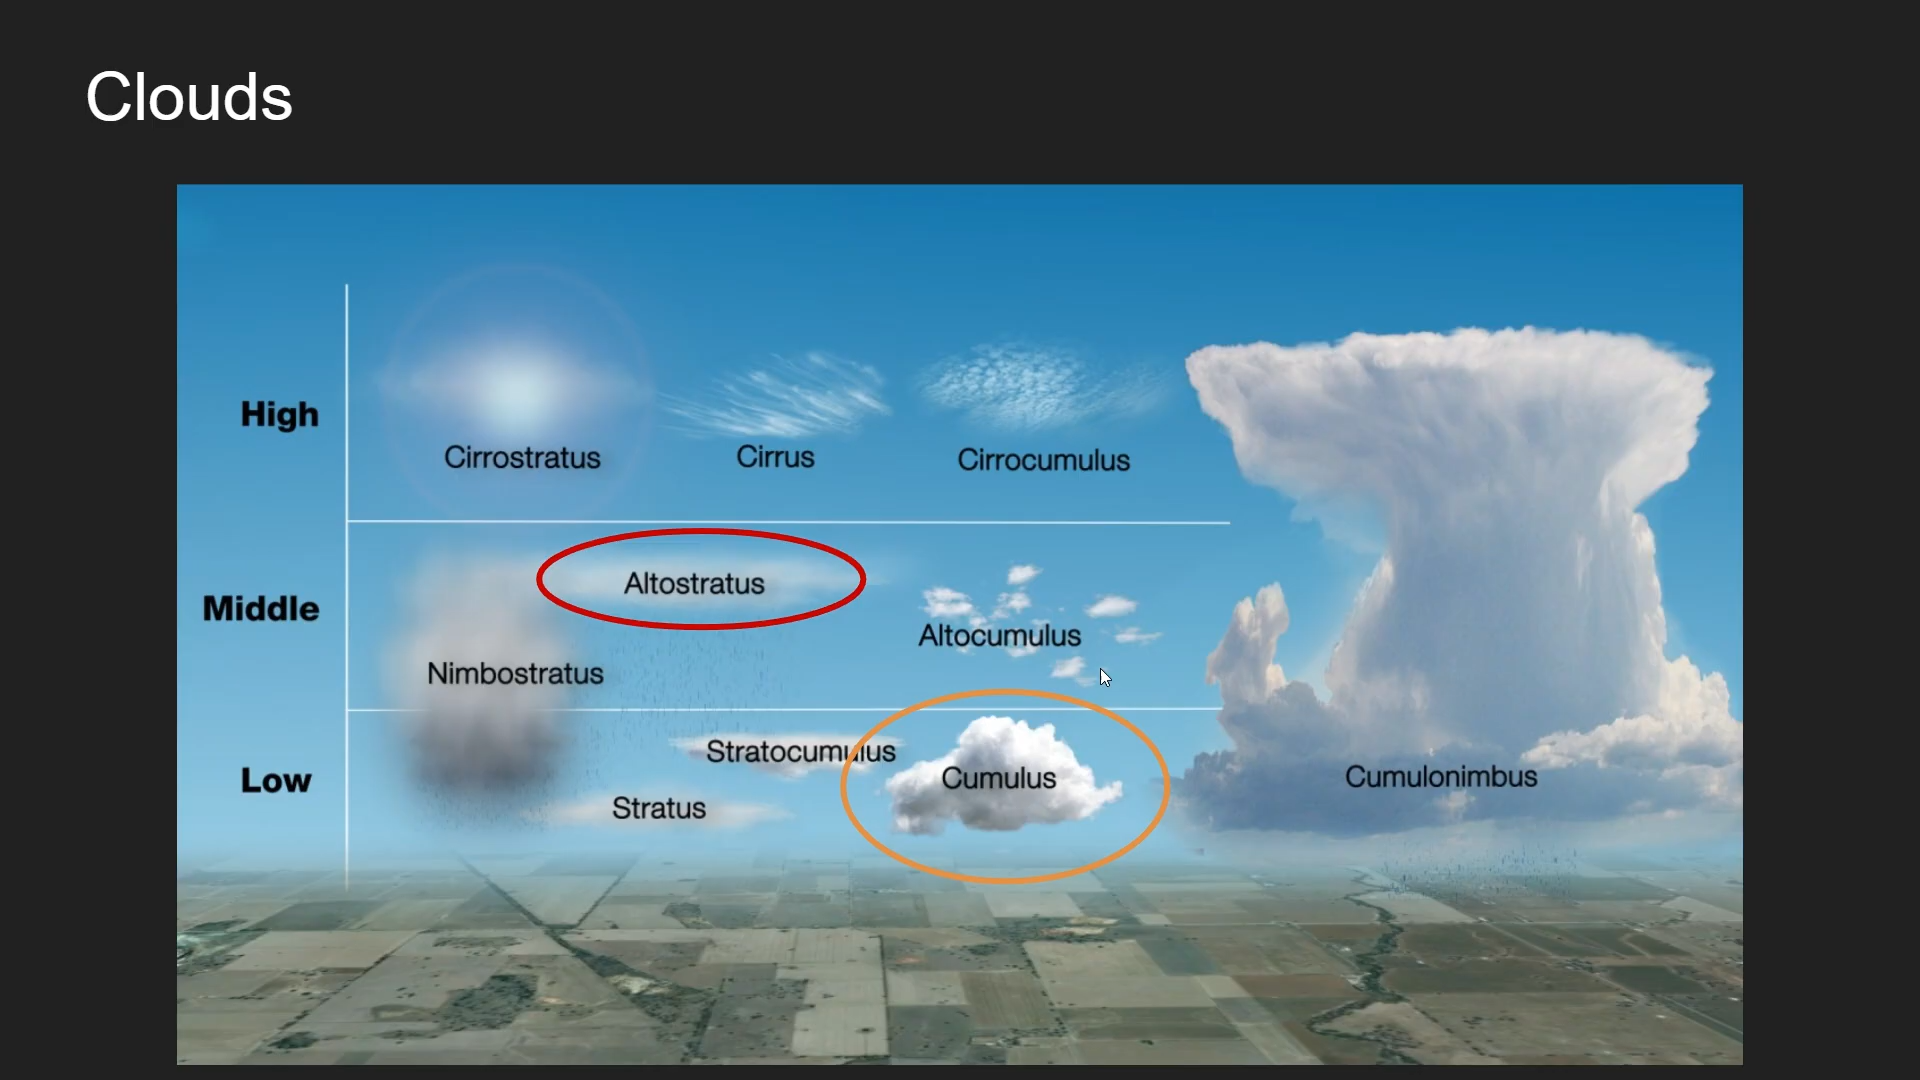 Clouds
High
Cirrostratus
Cirrus
Cirrocumulus
Middle
Altostratus
Altocumulus
Nimbostratus
Low
Stratocumulus
Cumulus
Cumulonimbus
Stratus